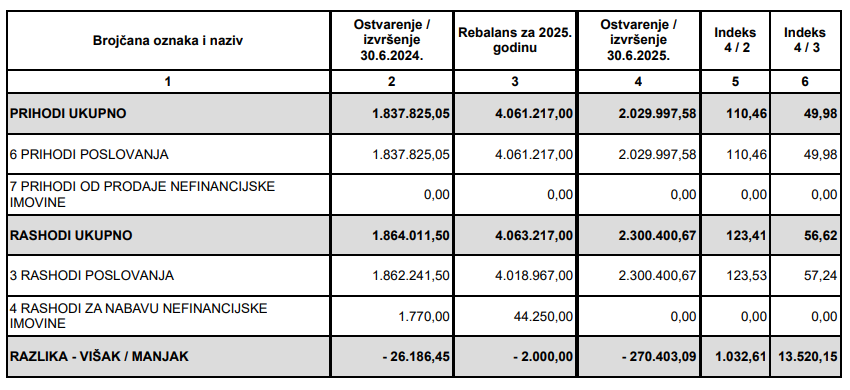 Brojčana oznaka i naziv Ostvarenje / izvršenje 30.6.2024. Rebalans za 2025. godinu Ostvarenje / izvršenje 30.6.2025. Indeks 4 / 2 Indeks 4 / 3
1 2 3 4 5 6
PRIHODI UKUPNO 1.837.825,05 4.061.217,00 2.029.997,58 110,46 49,98
6 PRIHODI POSLOVANJA 1.837.825,05 4.061.217,00 2.029.997,58 110,46 49,98
7 PRIHODI OD PRODAJE NEFINANCIJSKE
IMOVINE 0,00 0,00 0,00 0,00 0,00
RASHODI UKUPNO 1.864.011,50 4.063.217,00 2.300.400,67 123,41 56,62
3 RASHODI POSLOVANJA 1.862.241,50 4.018.967,00 2.300.400,67 123,53 57,24
4 RASHODI ZA NABAVU NEFINANCIJSKE
IMOVINE 1.770,00 44.250,00 0,00 0,00 0,00
RAZLIKA - VIŠAK / MANJAK - 26.186,45 - 2.000,00 - 270.403,09 1.032,61 13.520,15